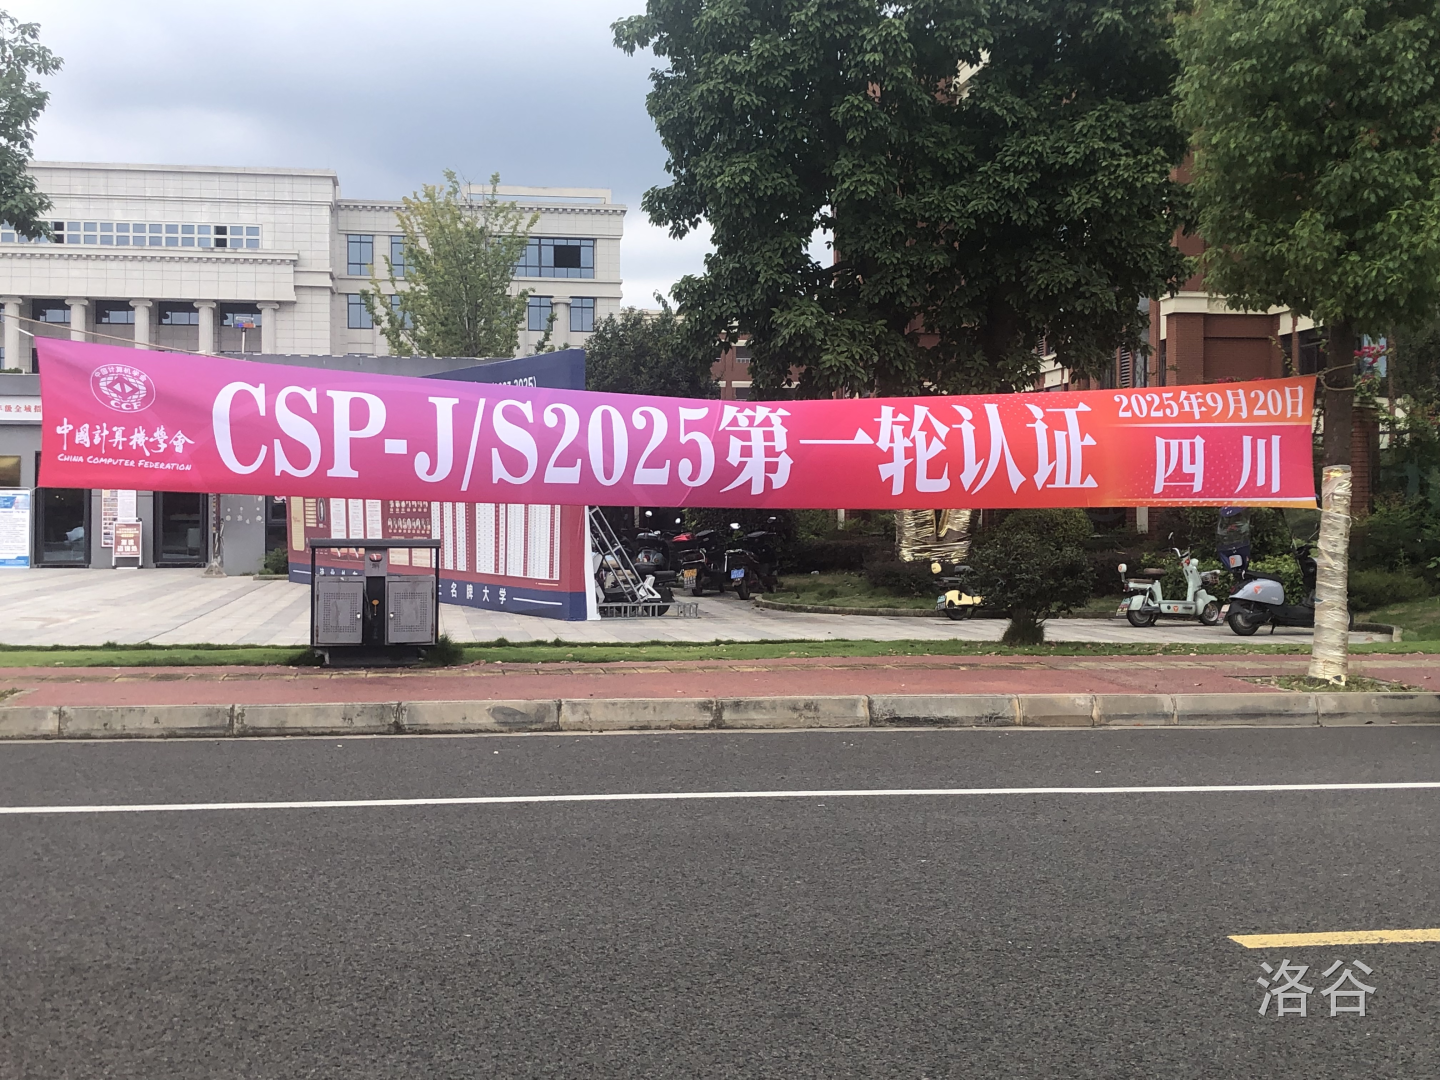 中国计算机学会
CCF
中國計算機學會
CHINA COMPUTER FEDERATION
CSP-J/S2025第一轮认证
2025年9月20日
四川
名牌大学
洛谷